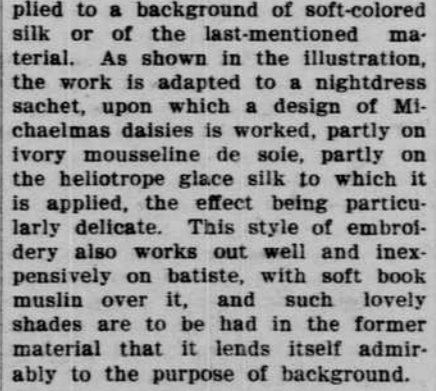 plied to a background of soft-colored
silk or of the last-mentioned ma-
terial. As shown in the illustration,
the work is adapted to a nightdress
sachet, upon which a design of Mi-
chaelmas daisies is worked, partly on
ivory mousseline de soie, partly on
the heliotrope glace silk to which it
is applied, the effect being particu-
larly delicate. This style of embroi-
dery also works out well and inex-
pensively on batiste, with soft book
muslin over it, and such lovely
shades are to be had in the former
material that it lends itself admir-
ably to the purpose of background.